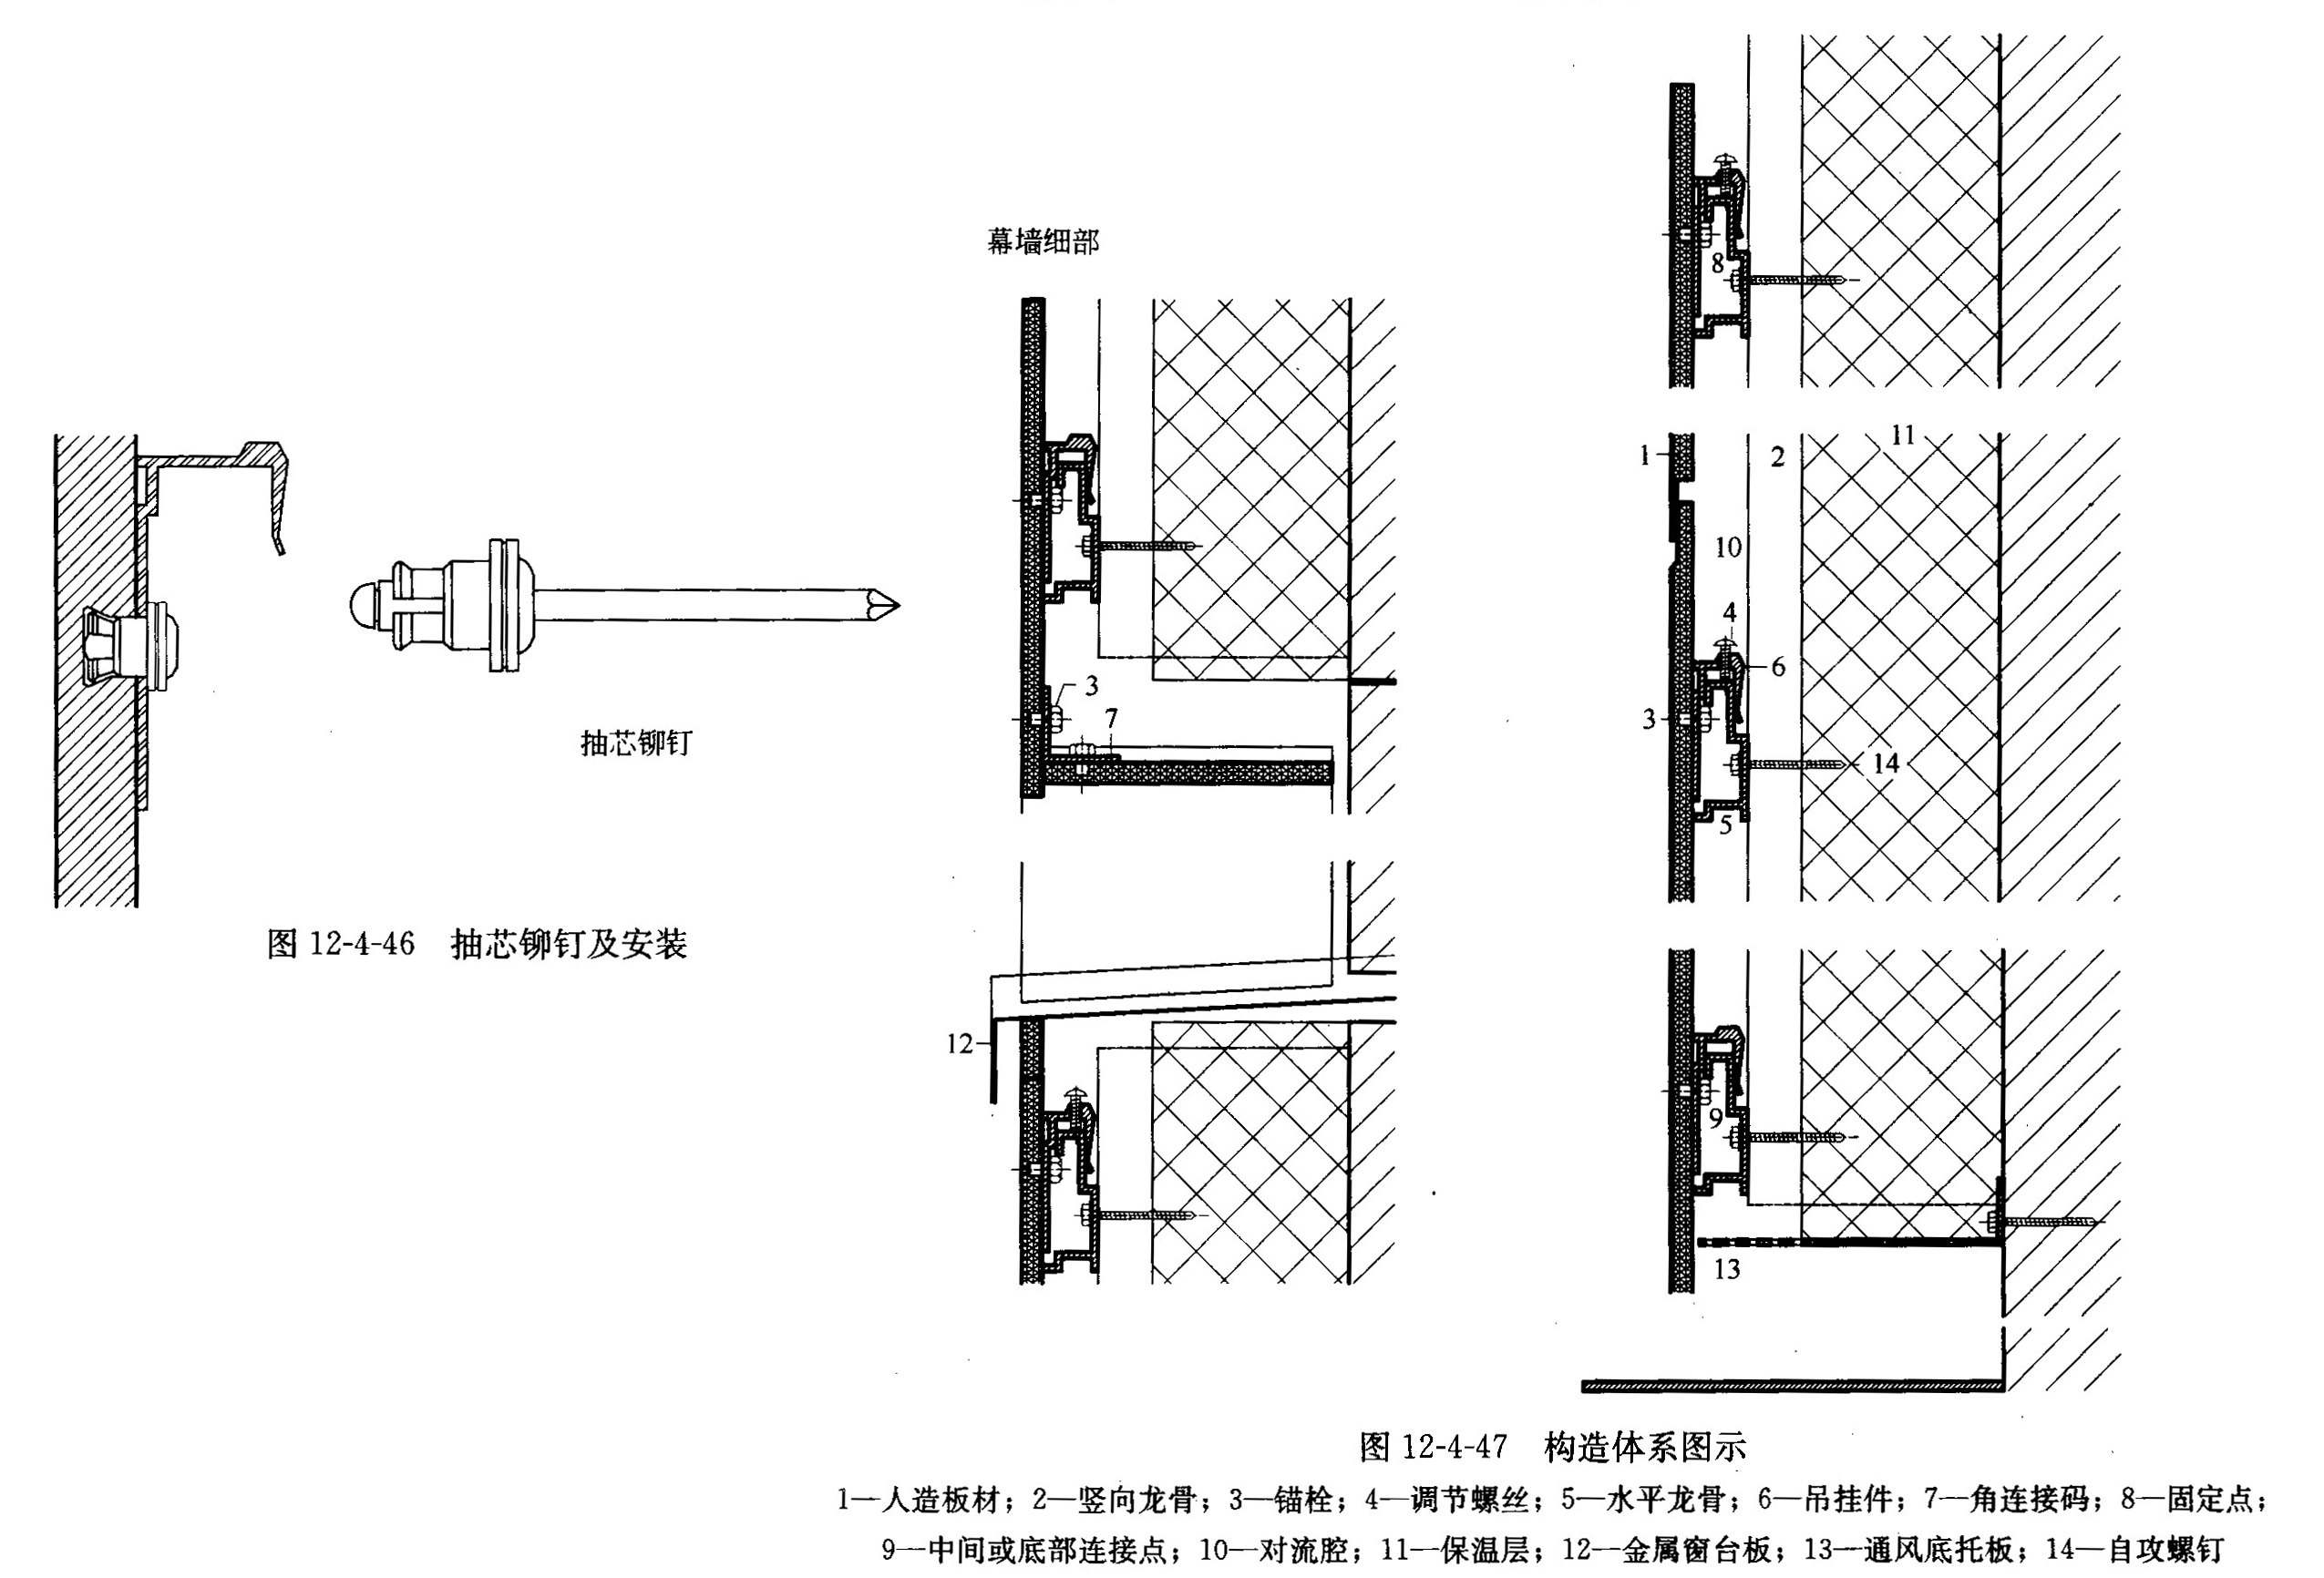 幕墙细部
8
1
2
11
10
4
6
3
3
7
14
5
抽芯铆钉
图 12-4-46 抽芯铆钉及安装
12
9
13
图 12-4-47 构造体系图示
1—人造板材；2—竖向龙骨；3—锚栓；4—调节螺丝；5—水平龙骨；6—吊挂件；7—角连接码；8—固定点；
9—中间或底部连接点；10—对流腔；11—保温层；12—金属窗台板；13—通风底托板；14—自攻螺钉